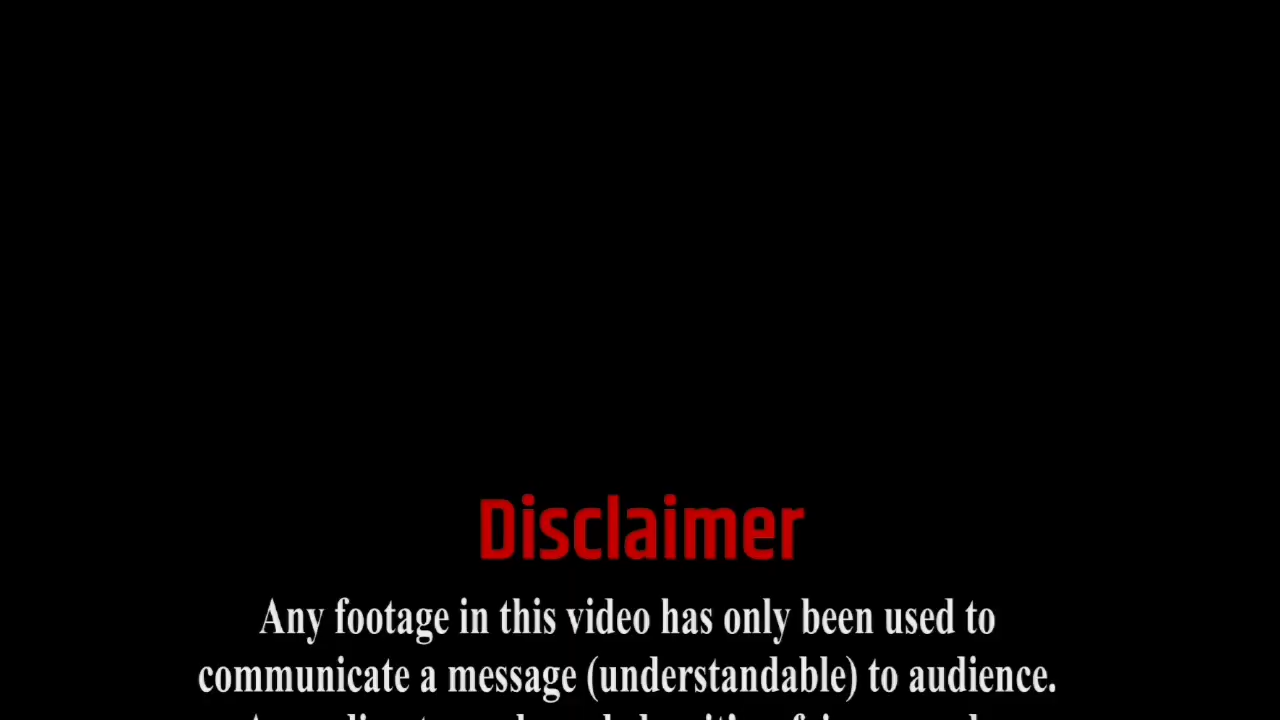 Disclaimer
Any footage in this video has only been used to
communicate a message (understandable) to audience.